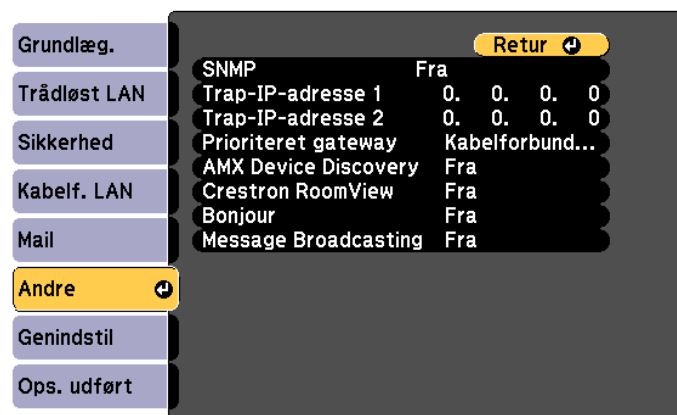 Grundlæg.
Trådløst LAN
Sikkerhed
Kabelf. LAN
Mail
Andre
Genindstil
Ops. udført
Retur
SNMP Fra
Trap-IP-adresse 1 0. 0. 0. 0
Trap-IP-adresse 2 0. 0. 0. 0
Prioriteret gateway Kabelforbund...
AMX Device Discovery Fra
Crestron RoomView Fra
Bonjour Fra
Message Broadcasting Fra